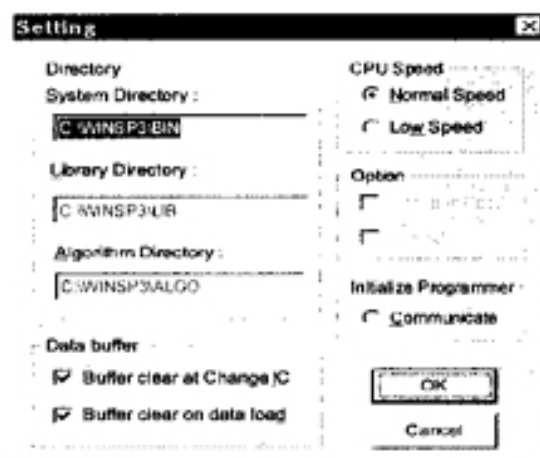 Setting
Directory
System Directory :
C:\WINSP3\BIN
Library Directory :
C:\WINSP3\LIB
Algorithm Directory :
C:\WINSP3\ALGO
Data buffer
Buffer clear at Change IC
Buffer clear on data load
CPU Speed
Normal Speed
Low Speed
Option
Initialize Programmer
Communicate
OK
Cancel